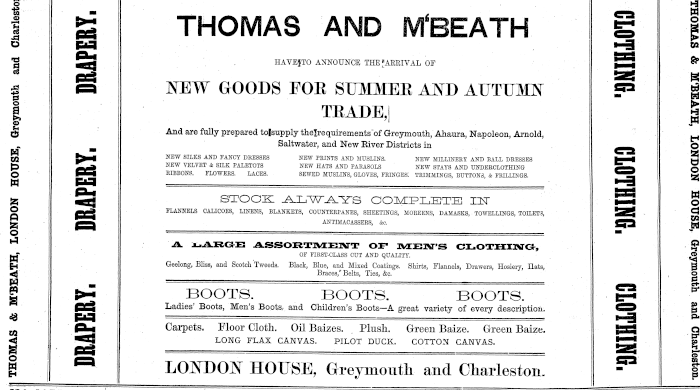 THOMAS & M'BEATH, LONDON HOUSE, Greymouth and Charleston
DRAPERY. DRAPERY. DRAPERY.
THOMAS AND M'BEATH
HAVE TO ANNOUNCE THE ARRIVAL OF
NEW GOODS FOR SUMMER AND AUTUMN
TRADE,
And are fully prepared to supply the requirements of Greymouth, Ahaura, Napoleon, Arnold,
Saltwater, and New River Districts in
NEW SILKS AND FANCY DRESSES NEW PRINTS AND MUSLINS. NEW MILLINERY AND BALL DRESSES
NEW VELVET & SILK PALETOTS NEW HATS AND PARASOLS NEW STAYS AND UNDERCLOTHING
RIBBONS. FLOWERS. LACES. SEWED MUSLINS, GLOVES, FRINGES. TRIMMINGS, BUTTONS, & FRILLINGS.
STOCK ALWAYS COMPLETE IN
FLANNELS CALICOES, LINENS, BLANKETS, COUNTERPANES, SHEETINGS, MOREENS, DAMASKS, TOWELLINGS, TOILETS,
ANTIMACASSERS, &c.
A LARGE ASSORTMENT OF MEN'S CLOTHING,
OF FIRST-CLASS CUT AND QUALITY.
Geelong, Bliss, and Scotch Tweeds. Black, Blue, and Mixed Coatings. Shirts, Flannels, Drawers, Hosiery, Hats,
Braces, Belts, Ties, &c.
BOOTS. BOOTS. BOOTS.
Ladies' Boots, Men's Boots and Children's Boots—A great variety of every description.
Carpets. Floor Cloth. Oil Baizes. Plush. Green Baize. Green Baize.
LONG FLAX CANVAS. PILOT DUCK. COTTON CANVAS.
LONDON HOUSE, Greymouth and Charleston.
CLOTHING. CLOTHING. CLOTHING.
THOMAS & M'BEATH, LONDON HOUSE, Greymouth and Charleston.